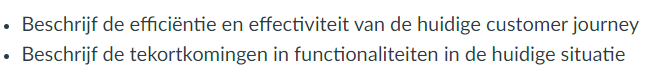 • Beschrijf de efficiëntie en effectiviteit van de huidige customer journey
• Beschrijf de tekortkomingen in functionaliteiten in de huidige situatie